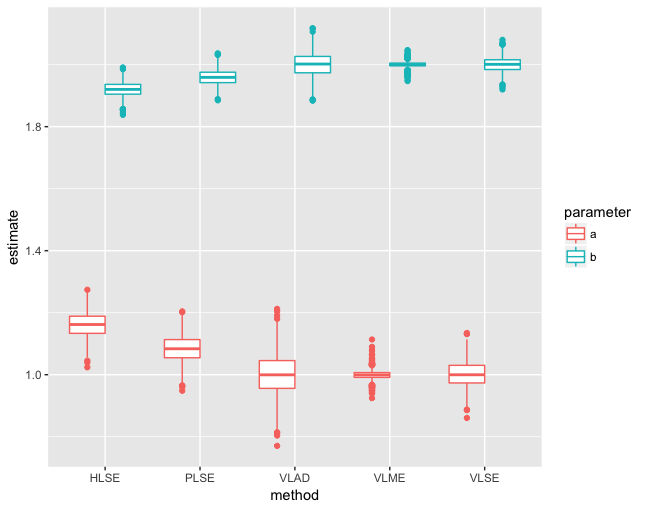 estimate
1.8
1.4
1.0
HLSE PLSE VLAD VLME VLSE
method
parameter
a
b